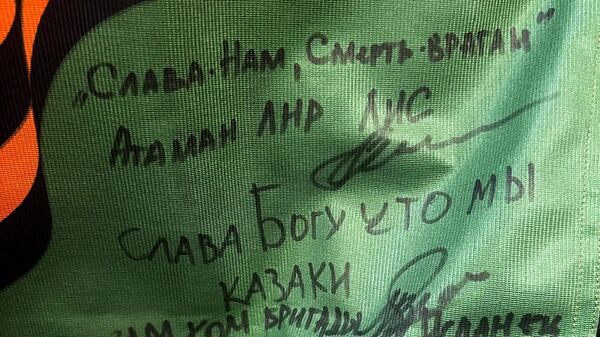 „Слава·Нам, Смерть·врагам"
Атаман ЛНР ЛИС
СЛАВА БОГУ ЧТО МЫ
КАЗАКИ
КОМ БРИГАДЫ